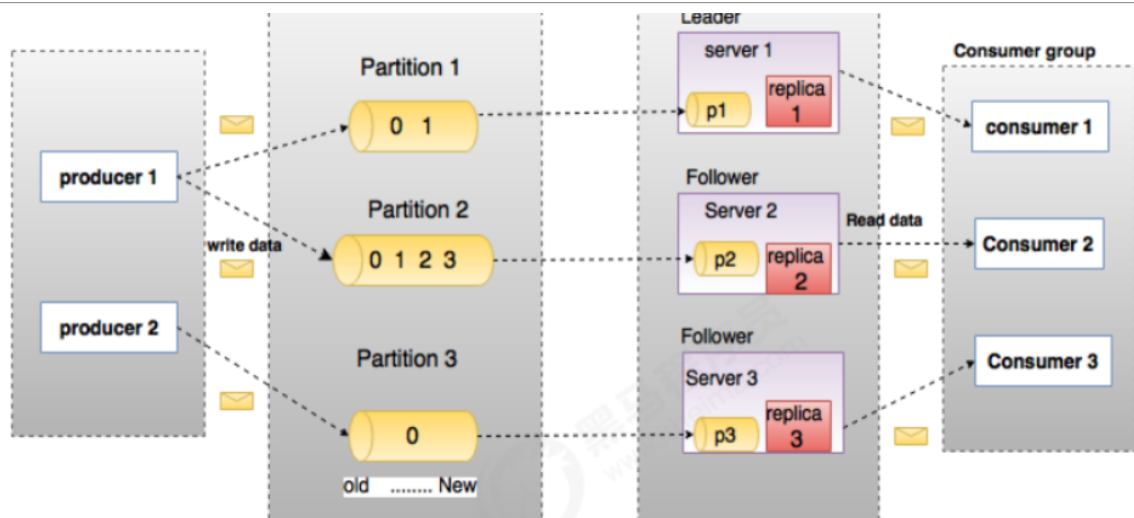 producer 1
producer 2
write data
Partition 1
0 1
Partition 2
0 1 2 3
Partition 3
0
old ........ New
Leader
server 1
p1
replica
1
Follower
Server 2
p2
replica
2
Follower
Server 3
p3
replica
3
Read data
Consumer group
consumer 1
Consumer 2
Consumer 3